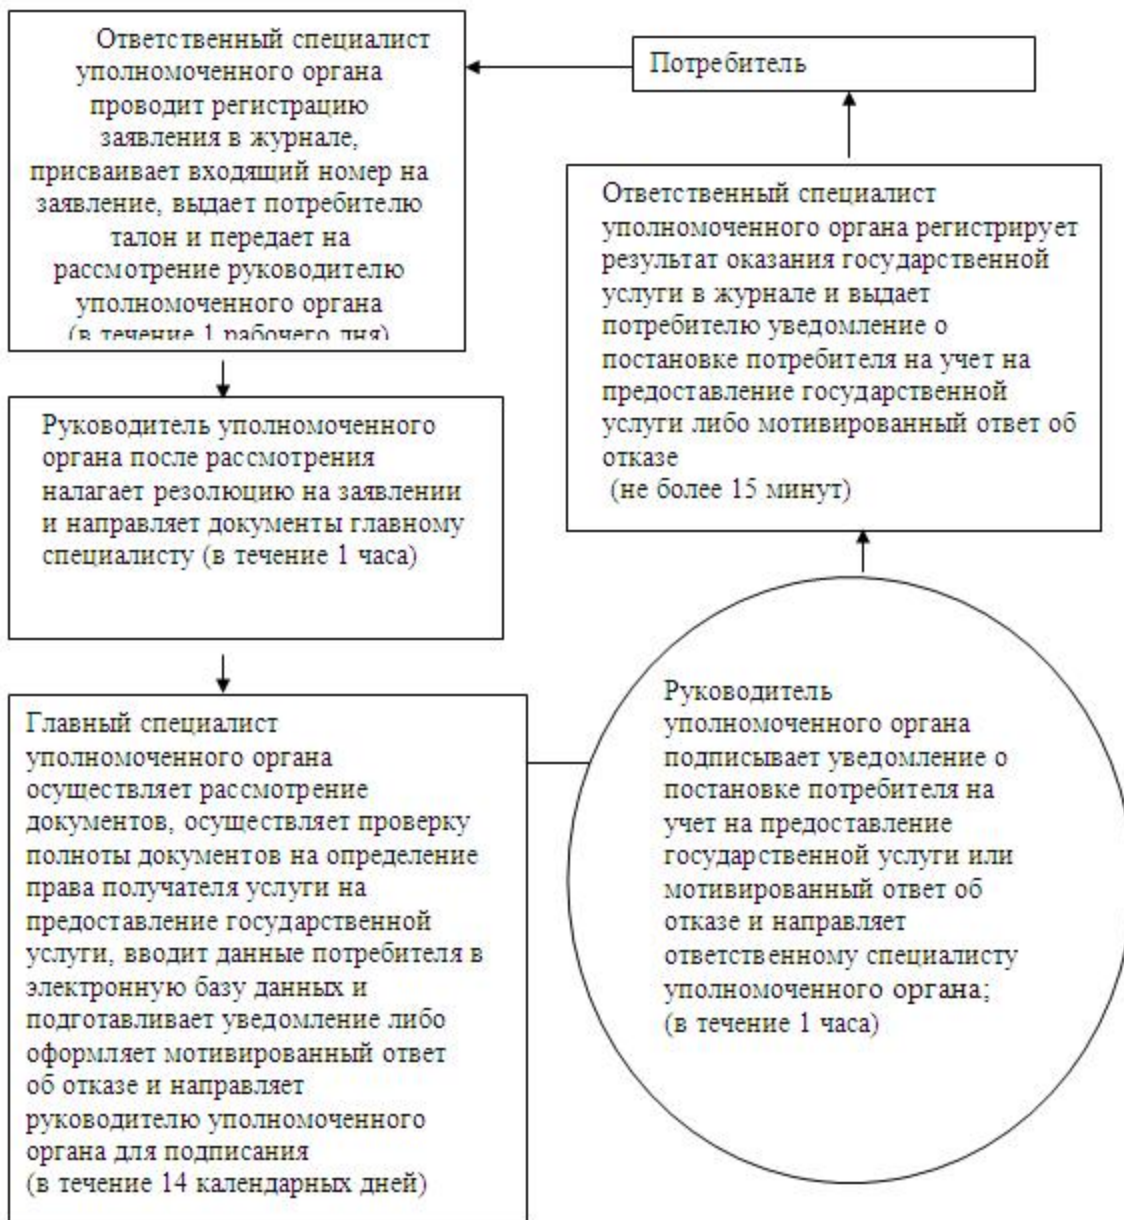 Ответственный специалист
уполномоченного органа
проводит регистрацию
заявления в журнале,
присваивает входящий номер на
заявление, выдает потребителю
талон и передает на
рассмотрение руководителю
уполномоченного органа
(в течение 1 рабочего дня)
Потребитель
Руководитель уполномоченного
органа после рассмотрения
налагает резолюцию на заявлении
и направляет документы главному
специалисту (в течение 1 часа)
Главный специалист
уполномоченного органа
осуществляет рассмотрение
документов, осуществляет проверку
полноты документов на определение
права получателя услуги на
предоставление государственной
услуги, вводит данные потребителя в
электронную базу данных и
подготавливает уведомление либо
оформляет мотивированный ответ
об отказе и направляет
руководителю уполномоченного
органа для подписания
(в течение 14 календарных дней)
Руководитель
уполномоченного органа
подписывает уведомление о
постановке потребителя на
учет на предоставление
государственной услуги или
мотивированный ответ об
отказе и направляет
ответственному специалисту
уполномоченного органа;
(в течение 1 часа)
Ответственный специалист
уполномоченного органа регистрирует
результат оказания государственной
услуги в журнале и выдает
потребителю уведомление о
постановке потребителя на учет на
предоставление государственной
услуги либо мотивированный ответ об
отказе
(не более 15 минут)